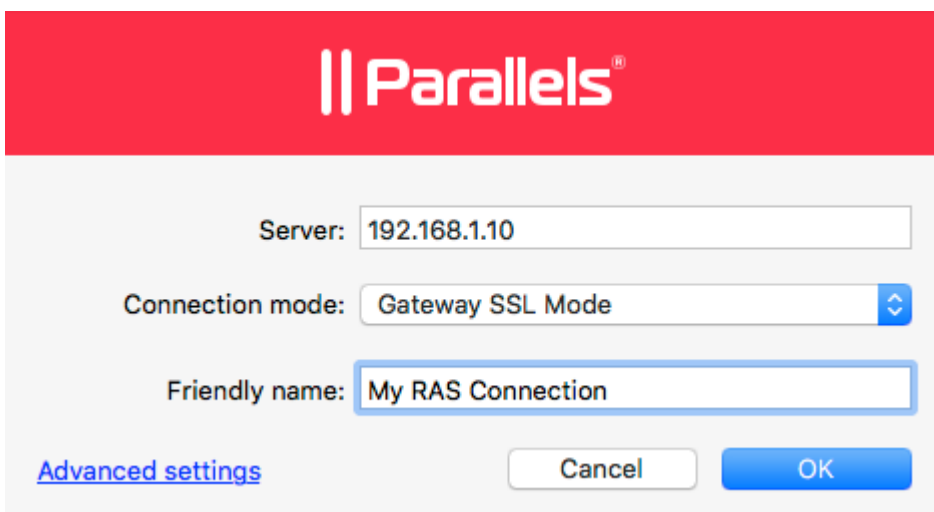 Parallels®
Server: 192.168.1.10
Connection mode: Gateway SSL Mode
Friendly name: My RAS Connection
Advanced settings Cancel OK